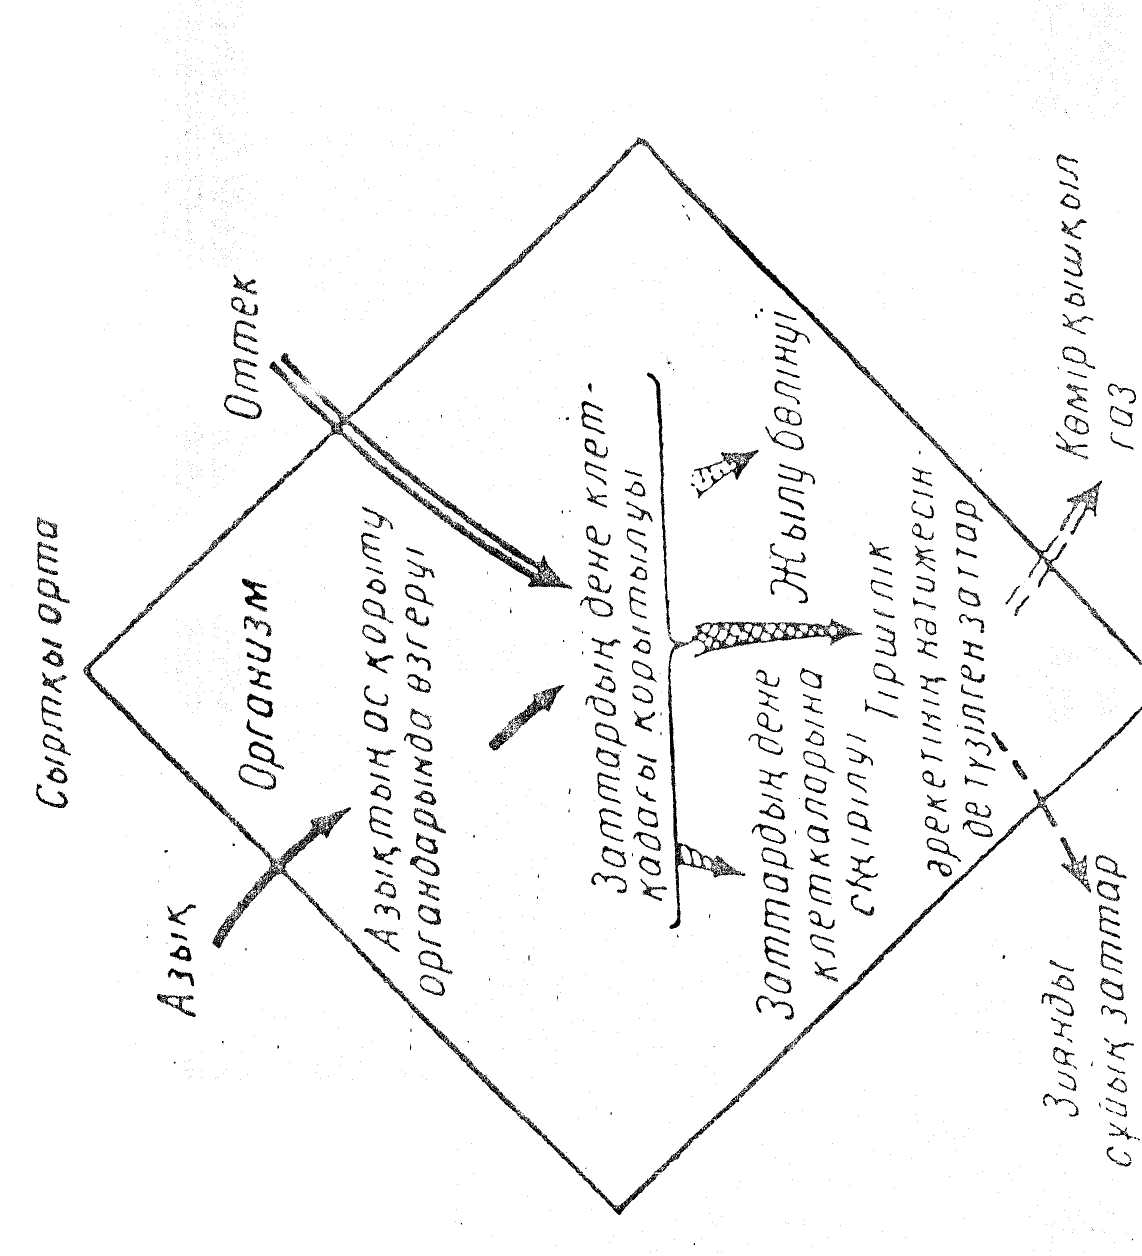 Сыртқы орта
Оттек
Азық
Организм
Азықтың ас қорыту
органдарында өзгеруі
Заттардың дене клет-
кадағы қорытылуы
Жылу бөлінуі
Заттардың дене
клеткаларына
сіңірілуі
Тіршілік
әрекетінің нәтижесін-
де түзілген заттар
Көмір қышқыл
газ
Зиянды
сұйық заттар